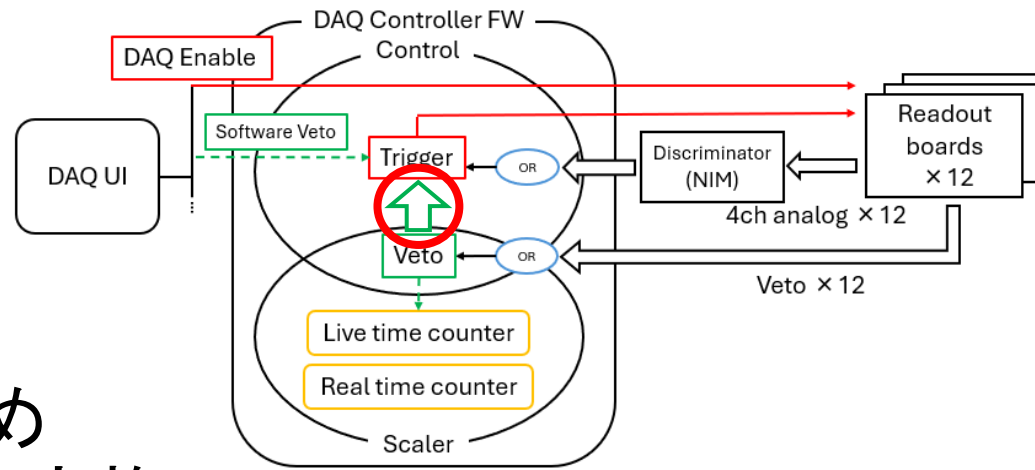 DAQ Controller FW
Control
DAQ Enable
Software Veto
DAQ UI
Trigger
OR
Discriminator
(NIM)
Readout
boards
×12
4ch analog ×12
Veto
OR
Veto ×12
Live time counter
Real time counter
Scaler
め